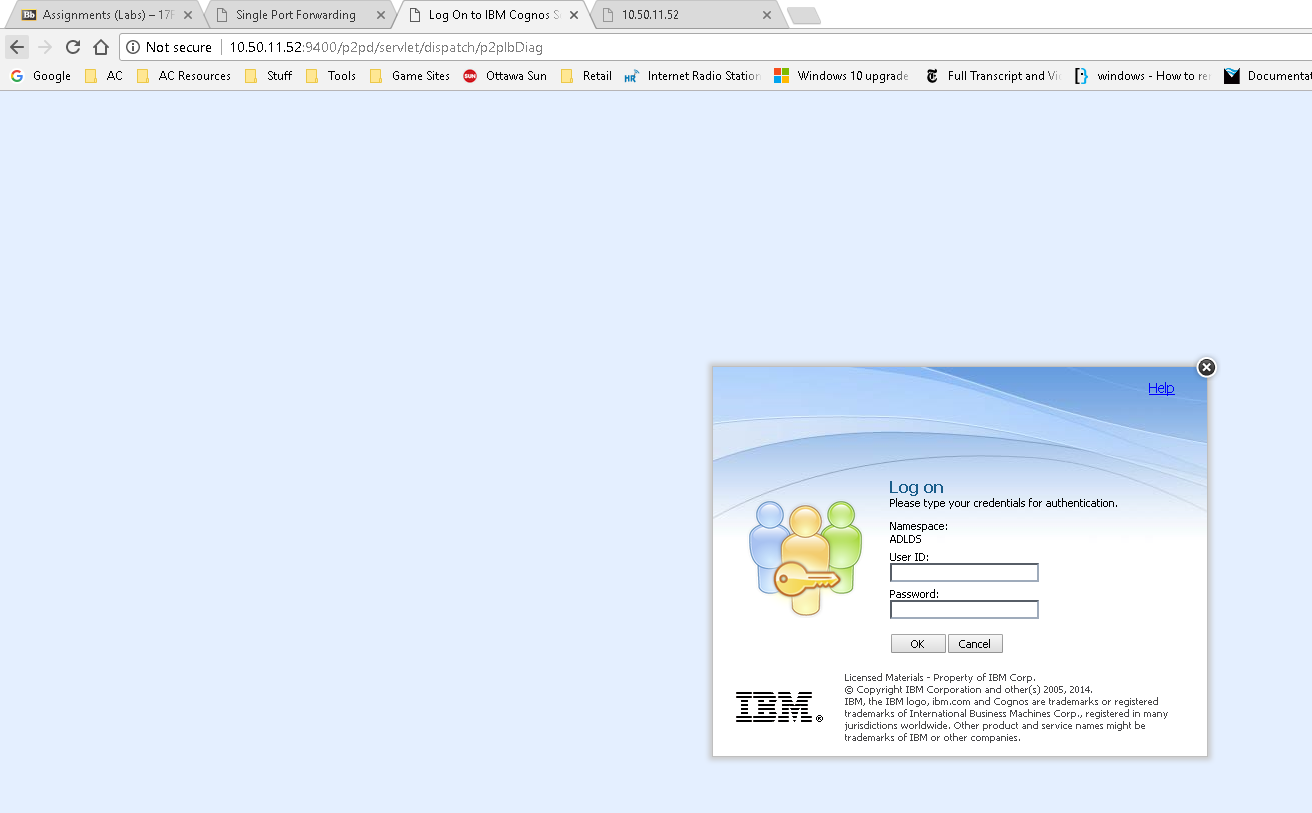 Bb Assignments (Labs) – 17F
Single Port Forwarding
Log On to IBM Cognos S
10.50.11.52
Not secure
10.50.11.52:9400/p2pd/servlet/dispatch/p2plbDiag
G Google
AC
AC Resources
Stuff
Tools
Game Sites
SUN Ottawa Sun
Retail
HR Internet Radio Station
Windows 10 upgrade
Full Transcript and Vi
windows - How to re
Documentat
Help
Log on
Please type your credentials for authentication.
Namespace:
ADLDS
User ID:
Password:
OK
Cancel
Licensed Materials - Property of IBM Corp.
© Copyright IBM Corporation and other(s) 2005, 2014.
IBM, the IBM logo, ibm.com and Cognos are trademarks or registered
trademarks of International Business Machines Corp., registered in many
jurisdictions worldwide. Other product and service names might be
trademarks of IBM or other companies.
IBM®